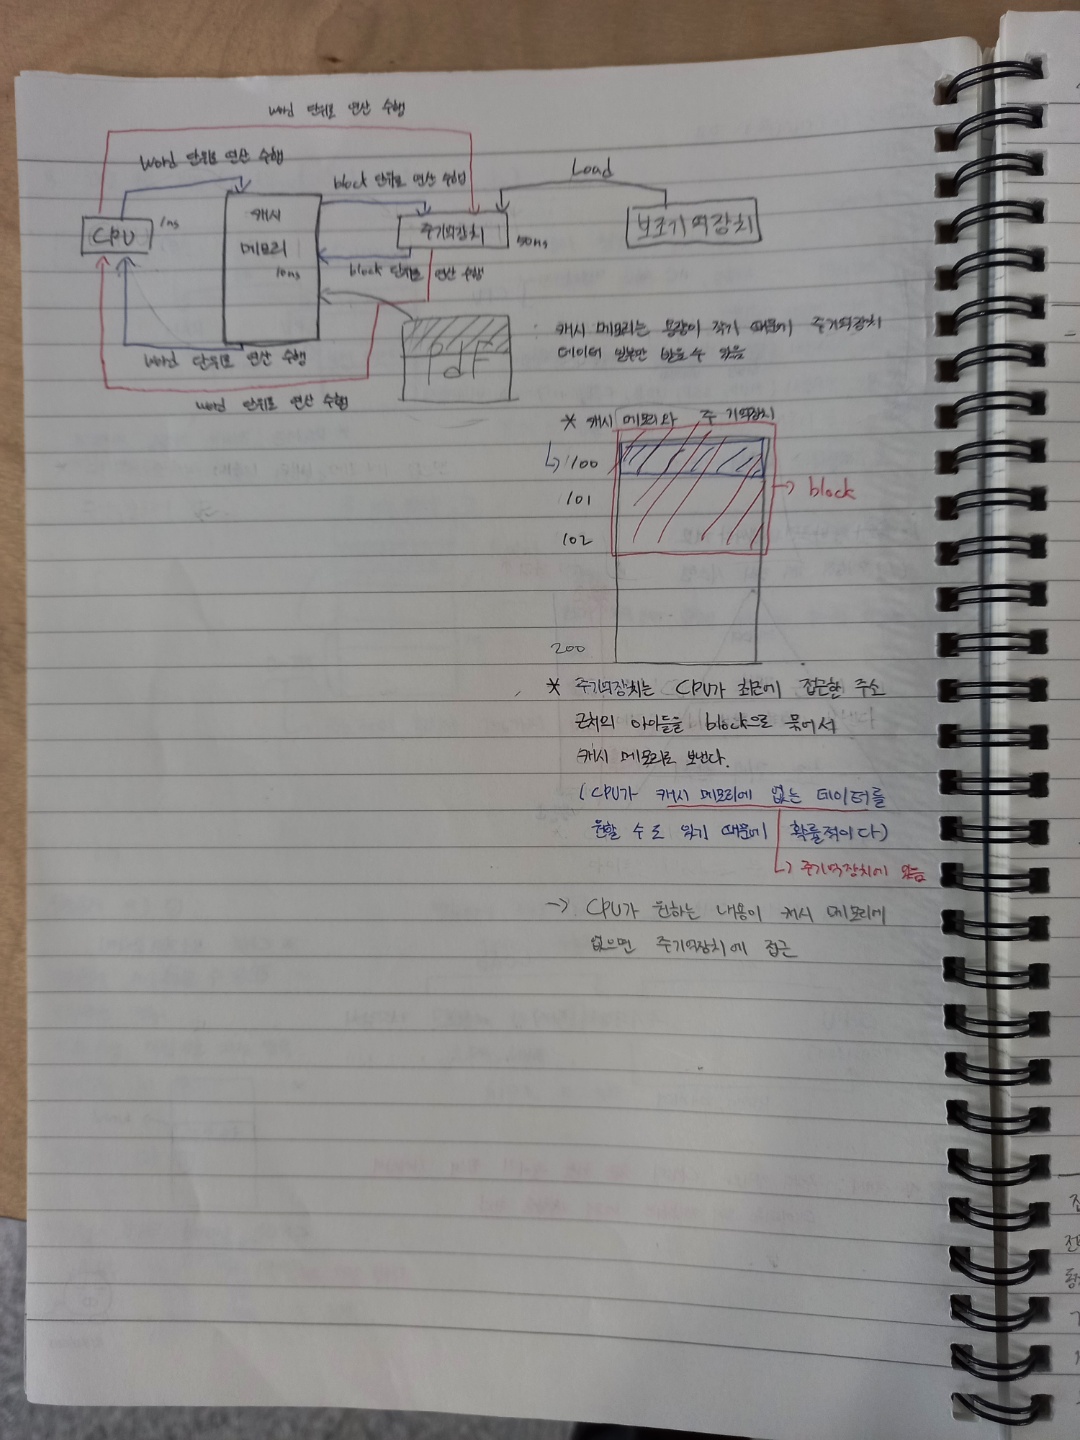 word 단위로 연산 수행
word 단위로 연산 수행
block 단위로 연산 수행
Load
CPU
1ns
캐시
메모리
10ns
주기억장치
50ns
보조기억장치
block 단위로 연산 수행
word 단위로 연산 수행
word 단위로 연산 수행
pdf
: 캐시 메모리는 용량이 작기 때문에 주기억장치
데이터 일부만 받을 수 있음
* 캐시 메모리와 주기억장치
↳ 100
101
102
→ block
200
* 주기억장치는 CPU가 최근에 접근한 주소
근처의 아이들을 block으로 묶어서
캐시 메모리로 보낸다.
(CPU가 캐시 메모리에 없는 데이터를
원할 수도 있기 때문에 확률적이다)
↳ 주기억장치에 있음
→ CPU가 원하는 내용이 캐시 메모리에
없으면 주기억장치에 접근